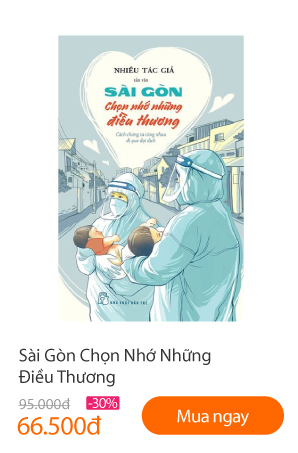 NHIỀU TÁC GIẢ
tản văn
SÀI GÒN
Chọn nhớ những
điều thương
Cách chúng ta cùng nhau
đi qua đại dịch
NHÀ XUẤT BẢN TRẺ
Sài Gòn Chọn Nhớ Những
Điều Thương
95.000đ -30%
66.500đ
Mua ngay